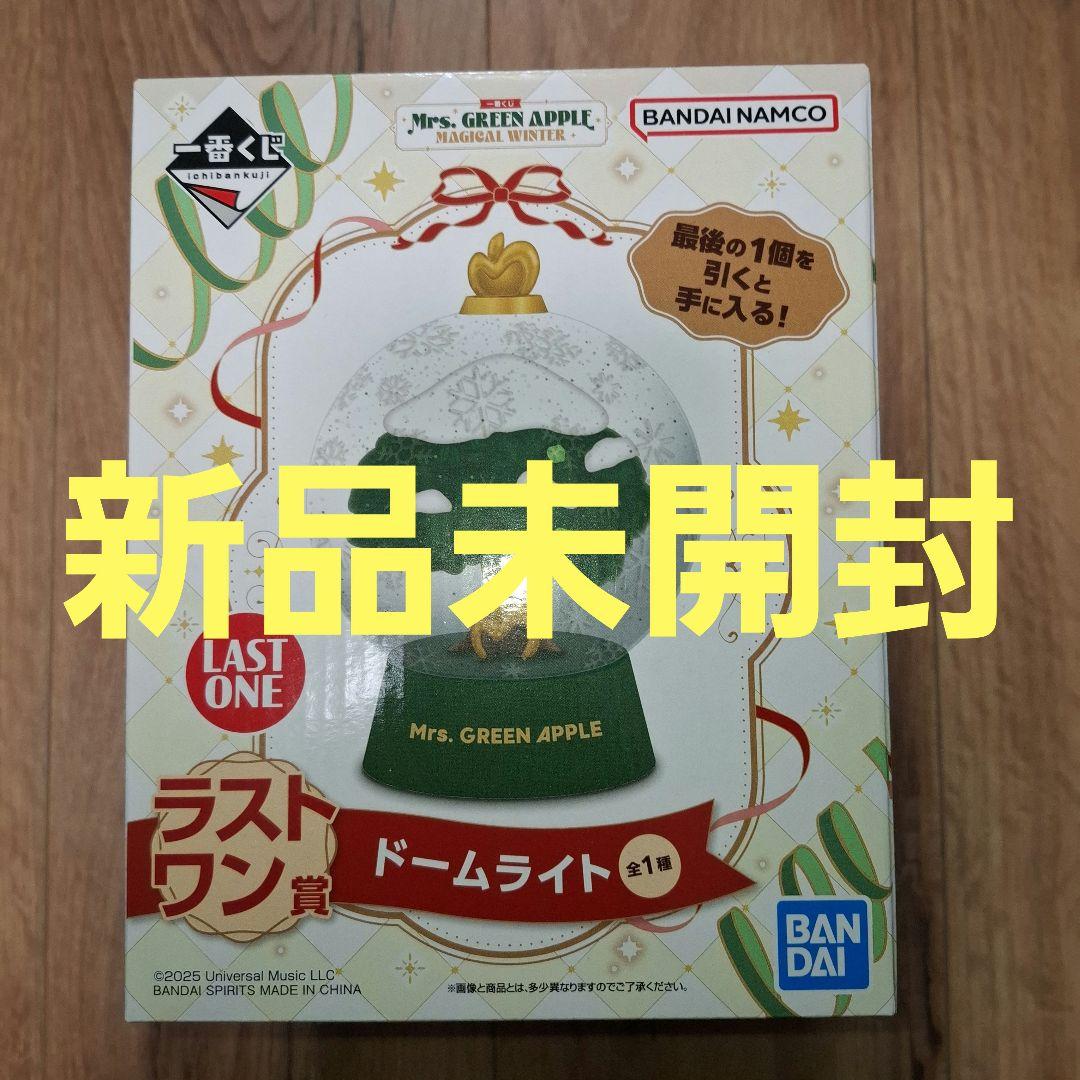 一番くじ
ichibankuji
一番くじ
Mrs. GREEN APPLE
MAGICAL WINTER
BANDAI NAMCO
最後の1個を
引くと
手に入る!
新品未開封
LAST
ONE
Mrs. GREEN APPLE
ラスト
ワン賞
ドームライト 全1種
BAN
DAI
©2025 Universal Music LLC
BANDAI SPIRITS MADE IN CHINA
※画像と商品とは、多少異なりますのでご了承ください。